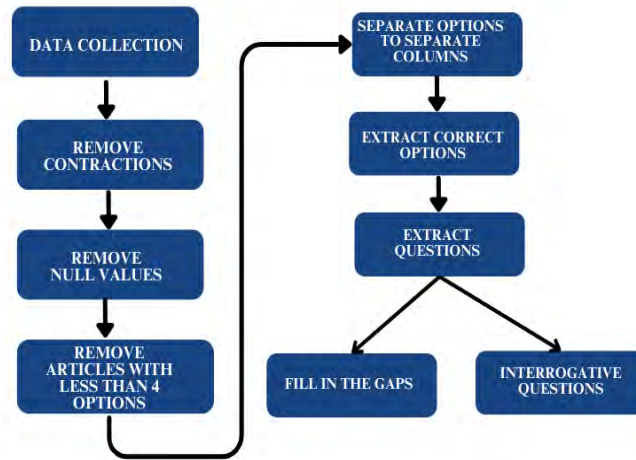 DATA COLLECTION
REMOVE
CONTRACTIONS
REMOVE
NULL VALUES
REMOVE
ARTICLES WITH
LESS THAN 4
OPTIONS
SEPARATE OPTIONS
TO SEPARATE
COLUMNS
EXTRACT CORRECT
OPTIONS
EXTRACT
QUESTIONS
FILL IN THE GAPS
INTERROGATIVE
QUESTIONS